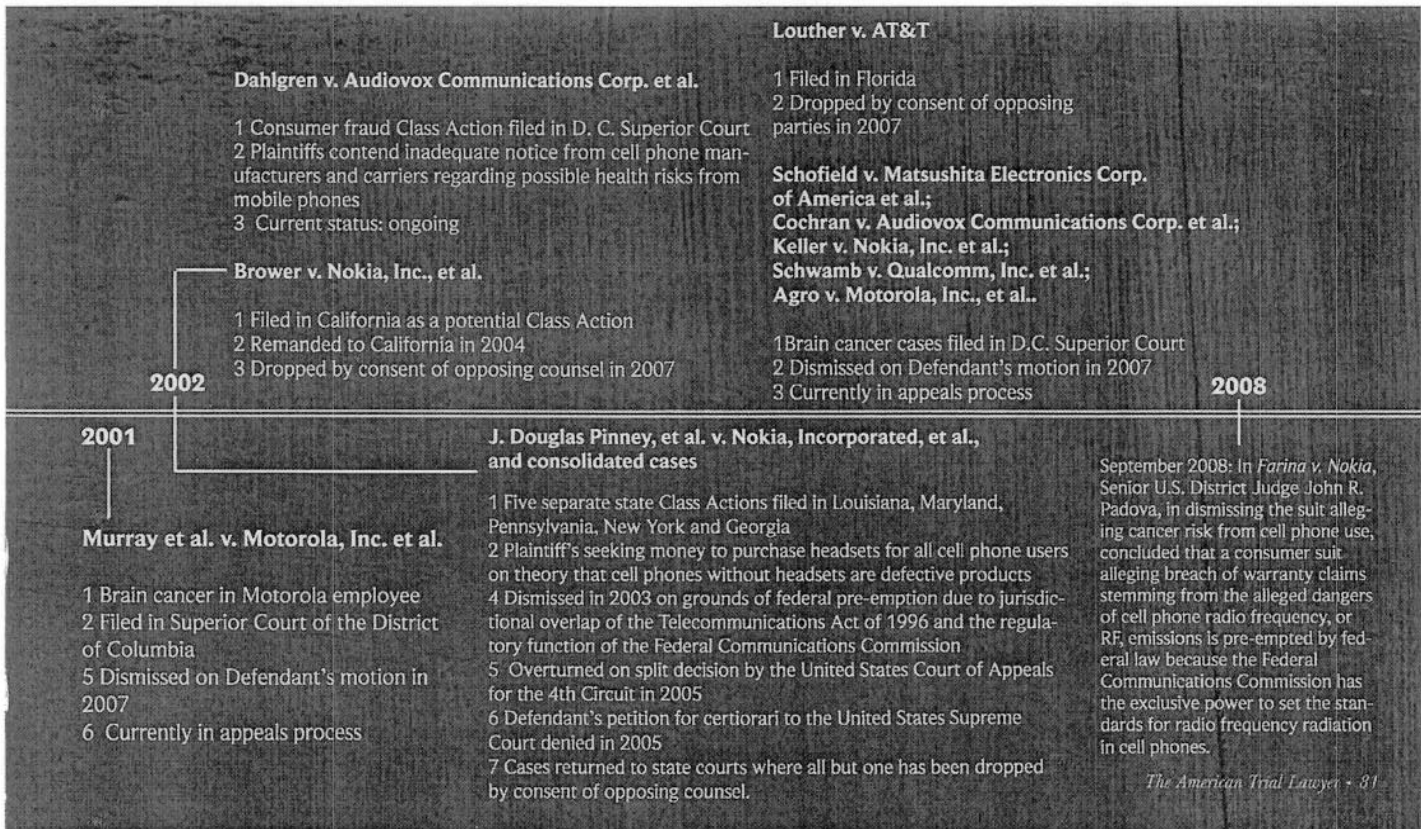 Louther v. AT&T
1 Filed in Florida
2 Dropped by consent of opposing
parties in 2007
Dahlgren v. Audiovox Communications Corp. et al.
1 Consumer fraud Class Action filed in D. C. Superior Court
2 Plaintiffs contend inadequate notice from cell phone man-
ufacturers and carriers regarding possible health risks from
mobile phones
3 Current status: ongoing
Schofield v. Matsushita Electronics Corp.
of America et al.;
Cochran v. Audiovox Communications Corp. et al.;
Keller v. Nokia, Inc. et al.;
Schwamb v. Qualcomm, Inc. et al.;
Agro v. Motorola, Inc., et al..
1Brain cancer cases filed in D.C. Superior Court
2 Dismissed on Defendant's motion in 2007
3 Currently in appeals process
Brower v. Nokia, Inc., et al.
1 Filed in California as a potential Class Action
2 Remanded to California in 2004
3 Dropped by consent of opposing counsel in 2007
2002
2008
2001
Murray et al. v. Motorola, Inc. et al.
1 Brain cancer in Motorola employee
2 Filed in Superior Court of the District
of Columbia
5 Dismissed on Defendant's motion in
2007
6 Currently in appeals process
J. Douglas Pinney, et al. v. Nokia, Incorporated, et al.,
and consolidated cases
1 Five separate state Class Actions filed in Louisiana, Maryland,
Pennsylvania, New York and Georgia
2 Plaintiff's seeking money to purchase headsets for all cell phone users
on theory that cell phones without headsets are defective products
4 Dismissed in 2003 on grounds of federal pre-emption due to jurisdic-
tional overlap of the Telecommunications Act of 1996 and the regula-
tory function of the Federal Communications Commission
5 Overturned on split decision by the United States Court of Appeals
for the 4th Circuit in 2005
6 Defendant's petition for certiorari to the United States Supreme
Court denied in 2005
7 Cases returned to state courts where all but one has been dropped
by consent of opposing counsel.
September 2008: In Farina v. Nokia,
Senior U.S. District Judge John R.
Padova, in dismissing the suit alleg-
ing cancer risk from cell phone use,
concluded that a consumer suit
alleging breach of warranty claims
stemming from the alleged dangers
of cell phone radio frequency, or
RF, emissions is pre-empted by fed-
eral law because the Federal
Communications Commission has
the exclusive power to set the stan-
dards for radio frequency radiation
in cell phones.
The American Trial Lawyer • 81